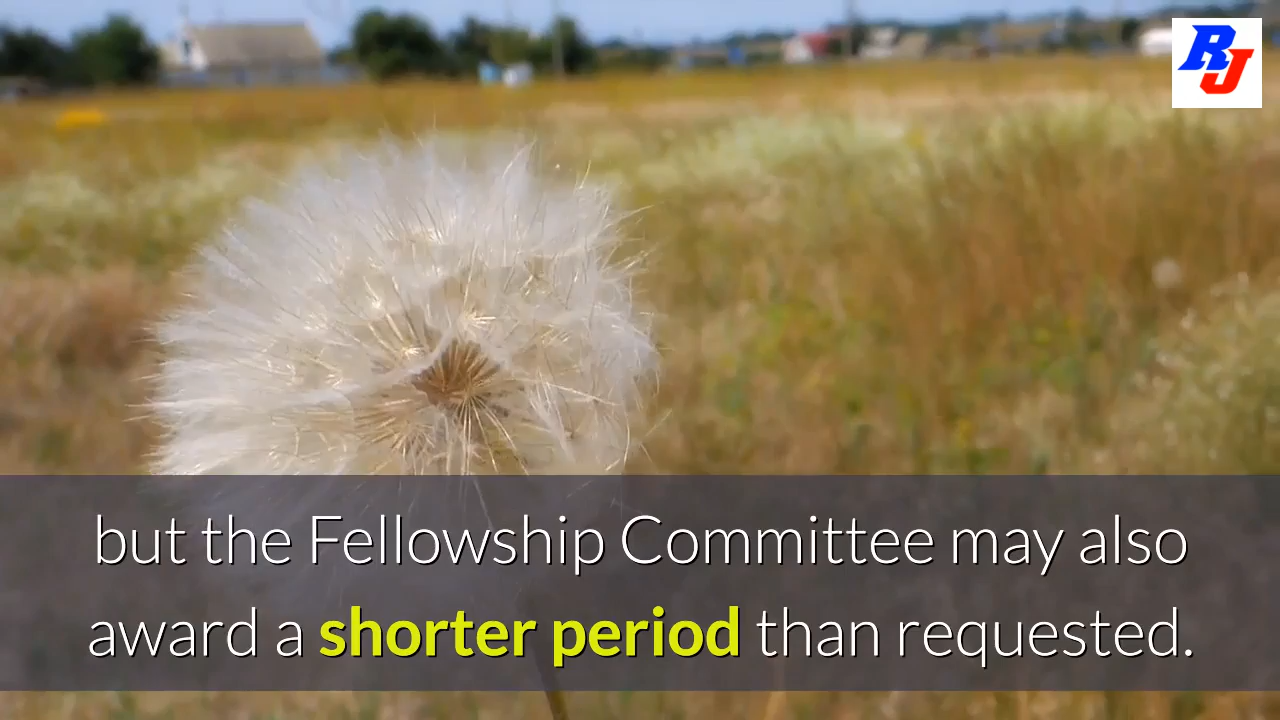 RJ
but the Fellowship Committee may also
award a shorter period than requested.